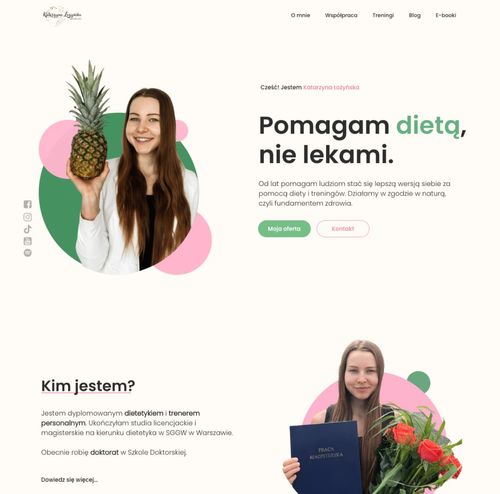 Katarzyna Łożyńska
O mnie
Współpraca
Treningi
Blog
E-booki
Cześć! Jestem Katarzyna Łożyńska
Pomagam dietą,
nie lekami.
Od lat pomagam ludziom stać się lepszą wersją siebie za
pomocą diety i treningów. Działamy w zgodzie w naturą,
czyli fundamentem zdrowia.
Moja oferta
Kontakt
Kim jestem?
Jestem dyplomowanym dietetykiem i trenerem
personalnym. Ukończyłam studia licencjackie i
magisterskie na kierunku dietetyka w SGGW w Warszawie.
Obecnie robię doktorat w Szkole Doktorskiej.
Dowiedz się więcej...
PRACA
MAGISTERSKA